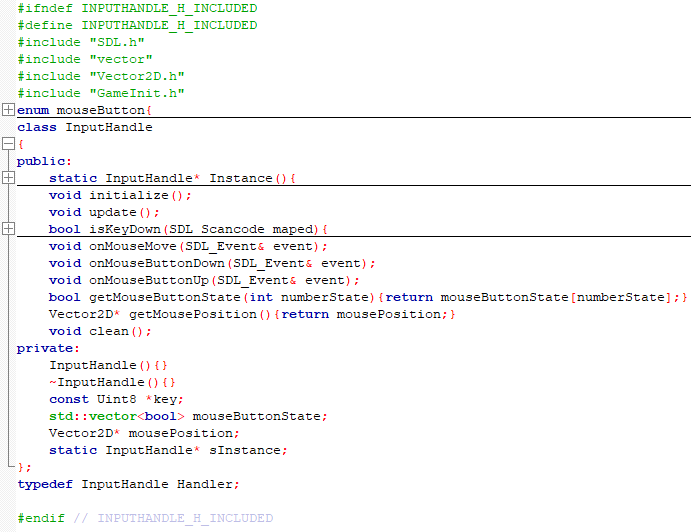 #ifndef INPUTHANDLE_H_INCLUDED
#define INPUTHANDLE_H_INCLUDED
#include "SDL.h"
#include "vector"
#include "Vector2D.h"
#include "GameInit.h"
enum mouseButton{
class InputHandle
{
public:
    static InputHandle* Instance(){
    void initialize();
    void update();
    bool isKeyDown(SDL_Scancode maped){
    void onMouseMove(SDL_Event& event);
    void onMouseButtonDown(SDL_Event& event);
    void onMouseButtonUp(SDL_Event& event);
    bool getMouseButtonState(int numberState){return mouseButtonState[numberState];}
    Vector2D* getMousePosition(){return mousePosition;}
    void clean();
private:
    InputHandle(){}
    ~InputHandle(){}
    const Uint8 *key;
    std::vector<bool> mouseButtonState;
    Vector2D* mousePosition;
    static InputHandle* sInstance;
};
typedef InputHandle Handler;

#endif // INPUTHANDLE_H_INCLUDED